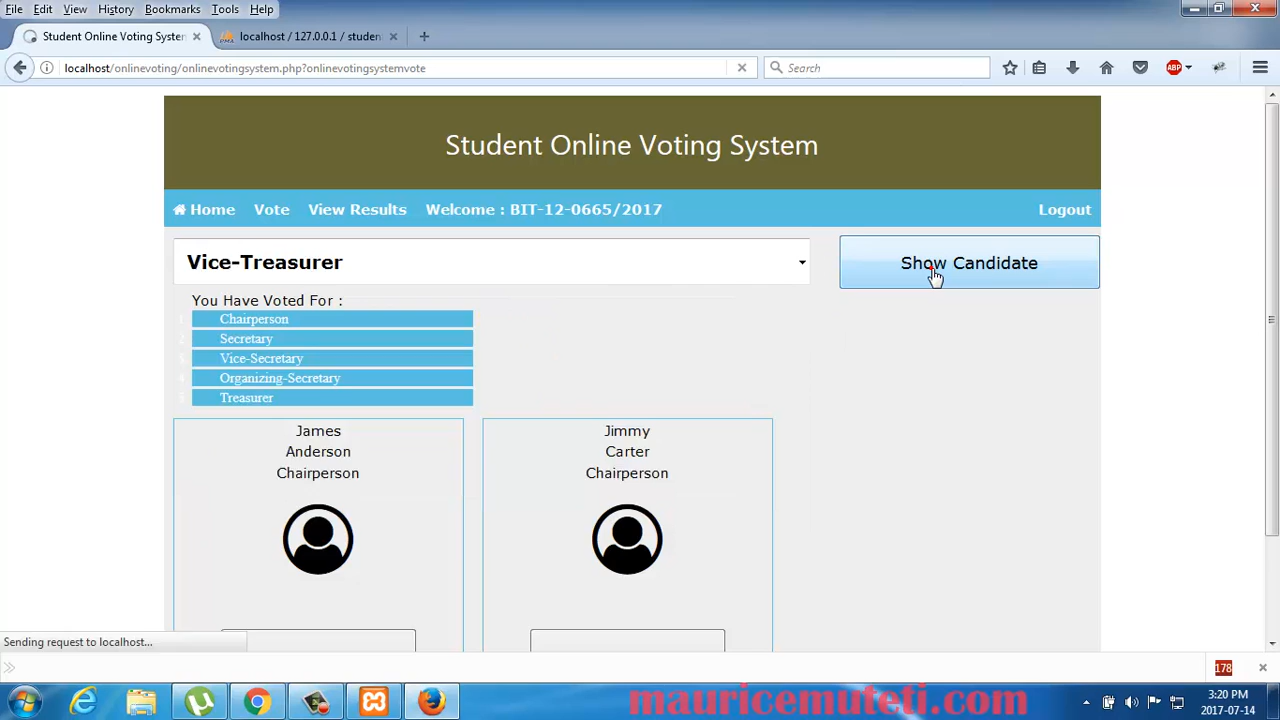 File Edit View History Bookmarks Tools Help
Student Online Voting System
localhost / 127.0.0.1 / studen
localhost/onlinevoting/onlinevotingsystem.php?onlinevotingsystemvote
Search
ABP
Student Online Voting System
Home Vote View Results Welcome : BIT-12-0665/2017 Logout
Vice-Treasurer
Show Candidate
You Have Voted For :
Chairperson
Secretary
Vice-Secretary
Organizing-Secretary
Treasurer
James
Anderson
Chairperson
Jimmy
Carter
Chairperson
Sending request to localhost...
178
mauricemuteti.com
3:20 PM
2017-07-14